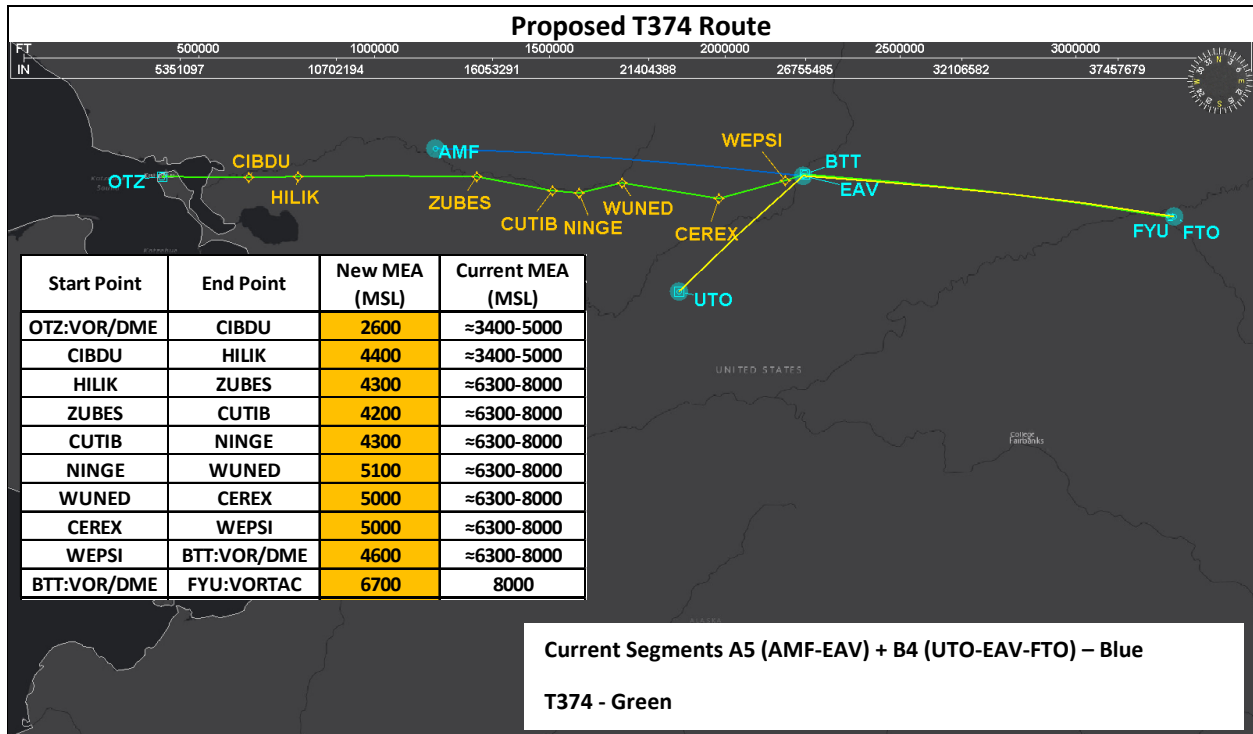 Proposed T374 Route
FT 500000 1000000 1500000 2000000 2500000 3000000
IN 5351097 10702194 16053291 21404388 26755485 32106582 37457679
N
E
S
W
WEPSI
AMF
BTT
CIBDU
OTZ
EAV
HILIK
ZUBES
WUNED
CUTIB NINGE
CEREX
FYU FTO
UTO
UNITED STATES
College
Fairbanks
ALASKA
Start Point End Point New MEA (MSL) Current MEA (MSL)
OTZ:VOR/DME CIBDU 2600 ≈3400-5000
CIBDU HILIK 4400 ≈3400-5000
HILIK ZUBES 4300 ≈6300-8000
ZUBES CUTIB 4200 ≈6300-8000
CUTIB NINGE 4300 ≈6300-8000
NINGE WUNED 5100 ≈6300-8000
WUNED CEREX 5000 ≈6300-8000
CEREX WEPSI 5000 ≈6300-8000
WEPSI BTT:VOR/DME 4600 ≈6300-8000
BTT:VOR/DME FYU:VORTAC 6700 8000
Current Segments A5 (AMF-EAV) + B4 (UTO-EAV-FTO) – Blue
T374 - Green